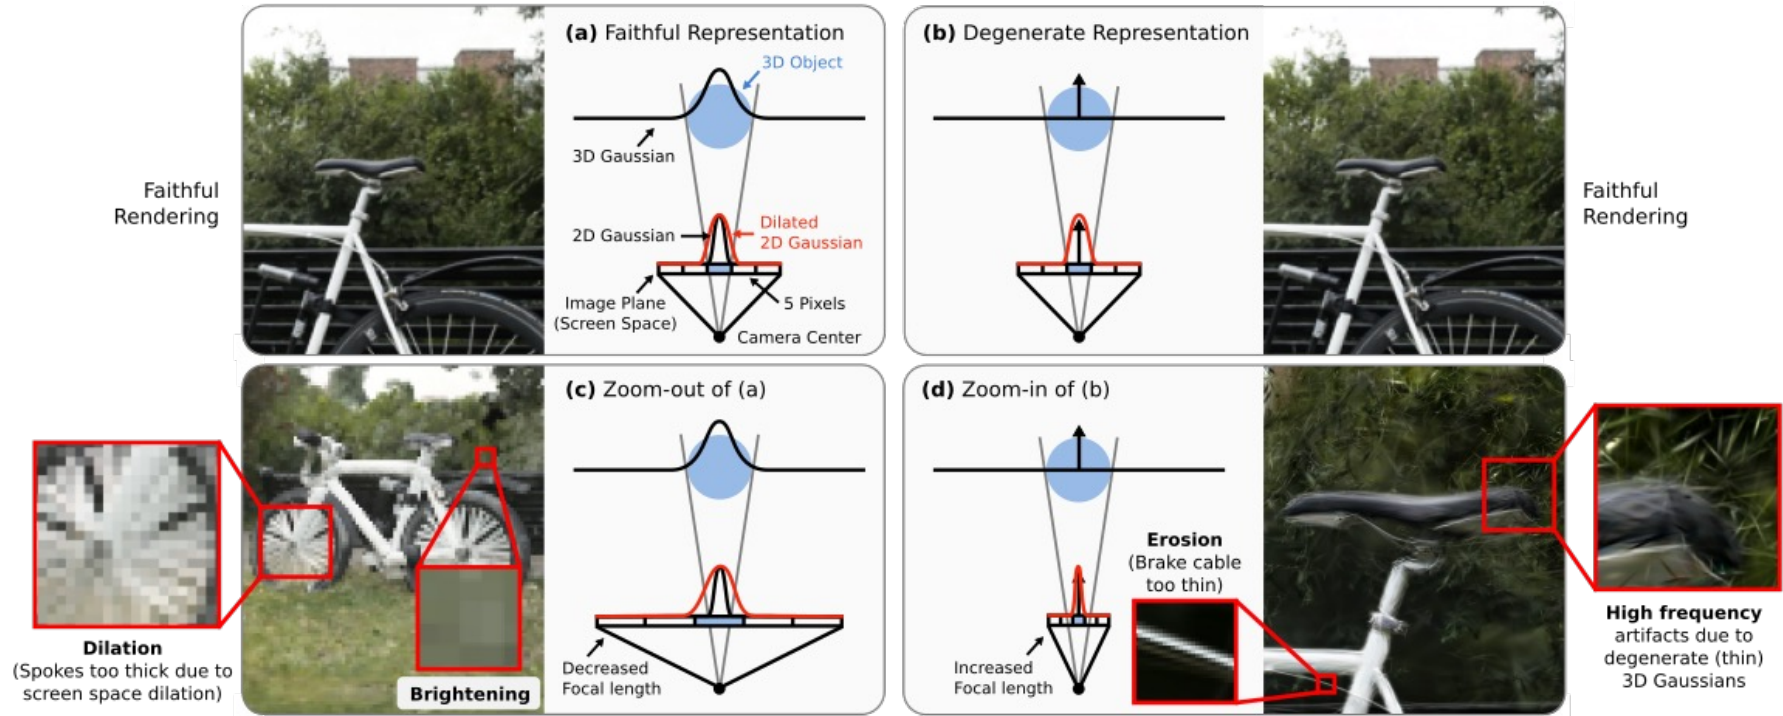 (a) Faithful Representation
3D Object
3D Gaussian
2D Gaussian
Dilated
2D Gaussian
Image Plane
(Screen Space)
5 Pixels
Camera Center
Faithful
Rendering
(b) Degenerate Representation
Faithful
Rendering
(c) Zoom-out of (a)
Decreased
Focal length
Dilation
(Spokes too thick due to
screen space dilation)
Brightening
(d) Zoom-in of (b)
Erosion
(Brake cable
too thin)
Increased
Focal length
High frequency
artifacts due to
degenerate (thin)
3D Gaussians